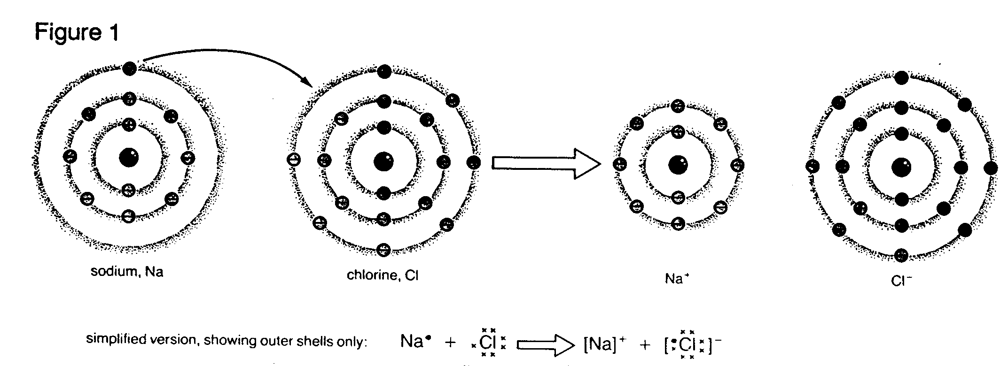 Figure 1
sodium, Na
chlorine, Cl
Na⁺
Cl⁻
simplified version, showing outer shells only: Na• + Cl [Na]⁺ + [Cl]⁻